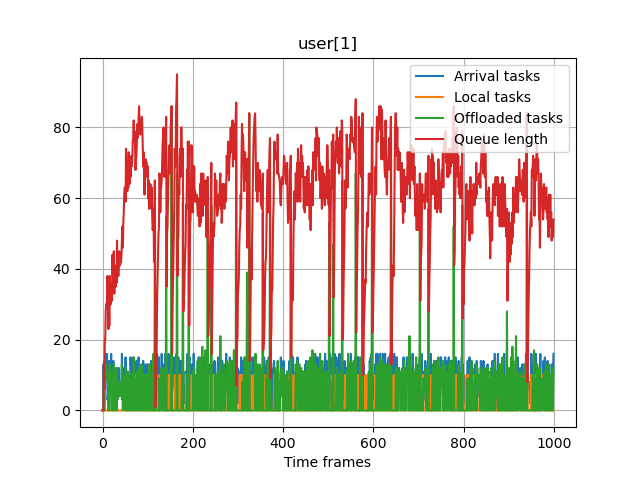 user[1]
Arrival tasks
Local tasks
Offloaded tasks
Queue length
80
60
40
20
0
0 200 400 600 800 1000
Time frames